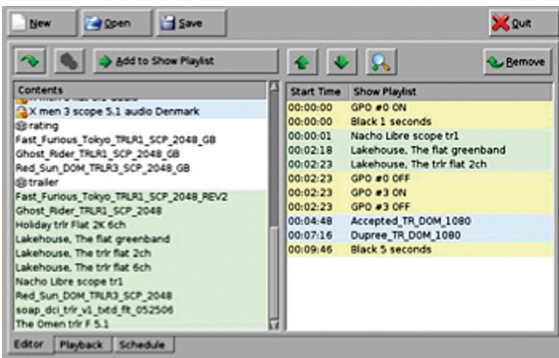 New Open Save Quit
Add to Show Playlist Remove
Contents
X men 3 scope 5.1 audio Denmark
rating
Fast_Furious_Tokyo_TRLR1_SCP_2048_GB
Ghost_Rider_TRLR1_SCP_2048_GB
Red_Sun_DOM_TRLR3_SCP_2048_GB
trailer
Fast_Furious_Tokyo_TRLR1_SCP_2048_REV2
Ghost_Rider_TRLR1_SCP_2048
Holiday trlr Flat 2K 6ch
Lakehouse, The flat greenband
Lakehouse, The trlr flat 2ch
Lakehouse, The trlr flat 6ch
Nacho Libre scope tr1
Red_Sun_DOM_TRLR3_SCP_2048
soap_dci_trlr_v1_txtd_flt_052506
The Omen trlr F 5.1
Start Time Show Playlist
00:00:00 GPO #0 ON
00:00:00 Black 1 seconds
00:00:01 Nacho Libre scope tr1
00:02:18 Lakehouse, The flat greenband
00:02:23 Lakehouse, The trlr flat 2ch
00:02:23 GPO #0 OFF
00:02:23 GPO #3 ON
00:02:23 GPO #3 OFF
00:04:48 Accepted_TR_DOM_1080
00:07:16 Dupree_TR_DOM_1080
00:09:46 Black 5 seconds
Editor Playback Schedule